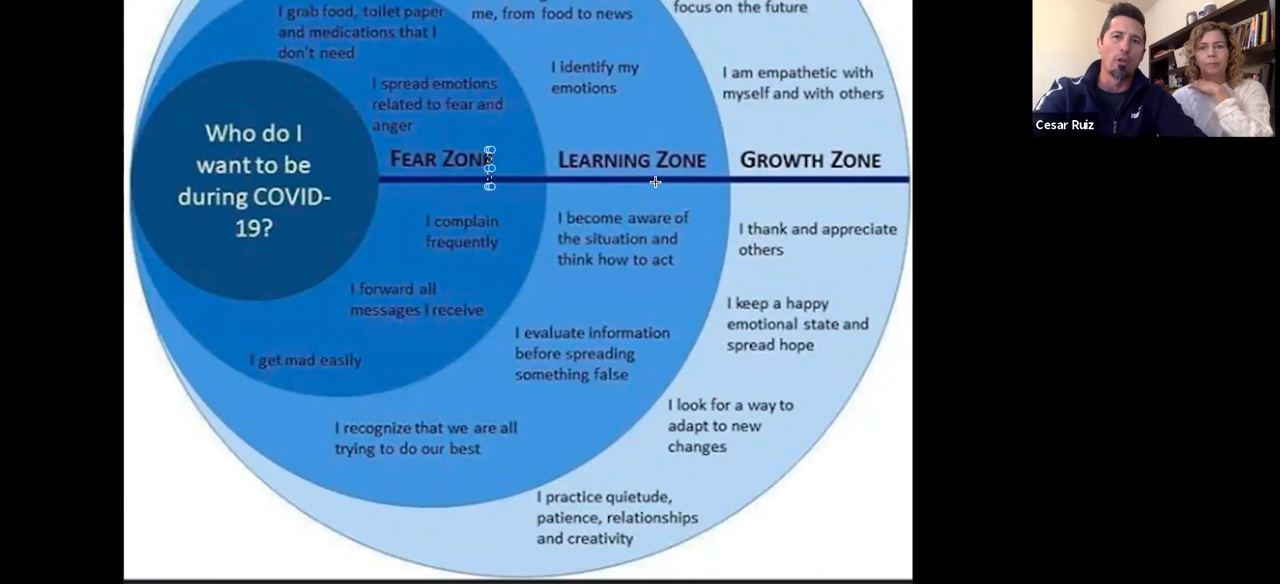 I grab food, toilet paper
and medications that I
don't need
me, from food to news
focus on the future
I spread emotions
related to fear and
anger
I identify my
emotions
I am empathetic with
myself and with others
Cesar Ruiz
Who do I
want to be
during COVID-
19?
FEAR ZONE
LEARNING ZONE
GROWTH ZONE
I complain
frequently
I become aware of
the situation and
think how to act
I thank and appreciate
others
I forward all
messages I receive
I keep a happy
emotional state and
spread hope
I evaluate information
before spreading
something false
I get mad easily
I look for a way to
adapt to new
changes
I recognize that we are all
trying to do our best
I practice quietude,
patience, relationships
and creativity